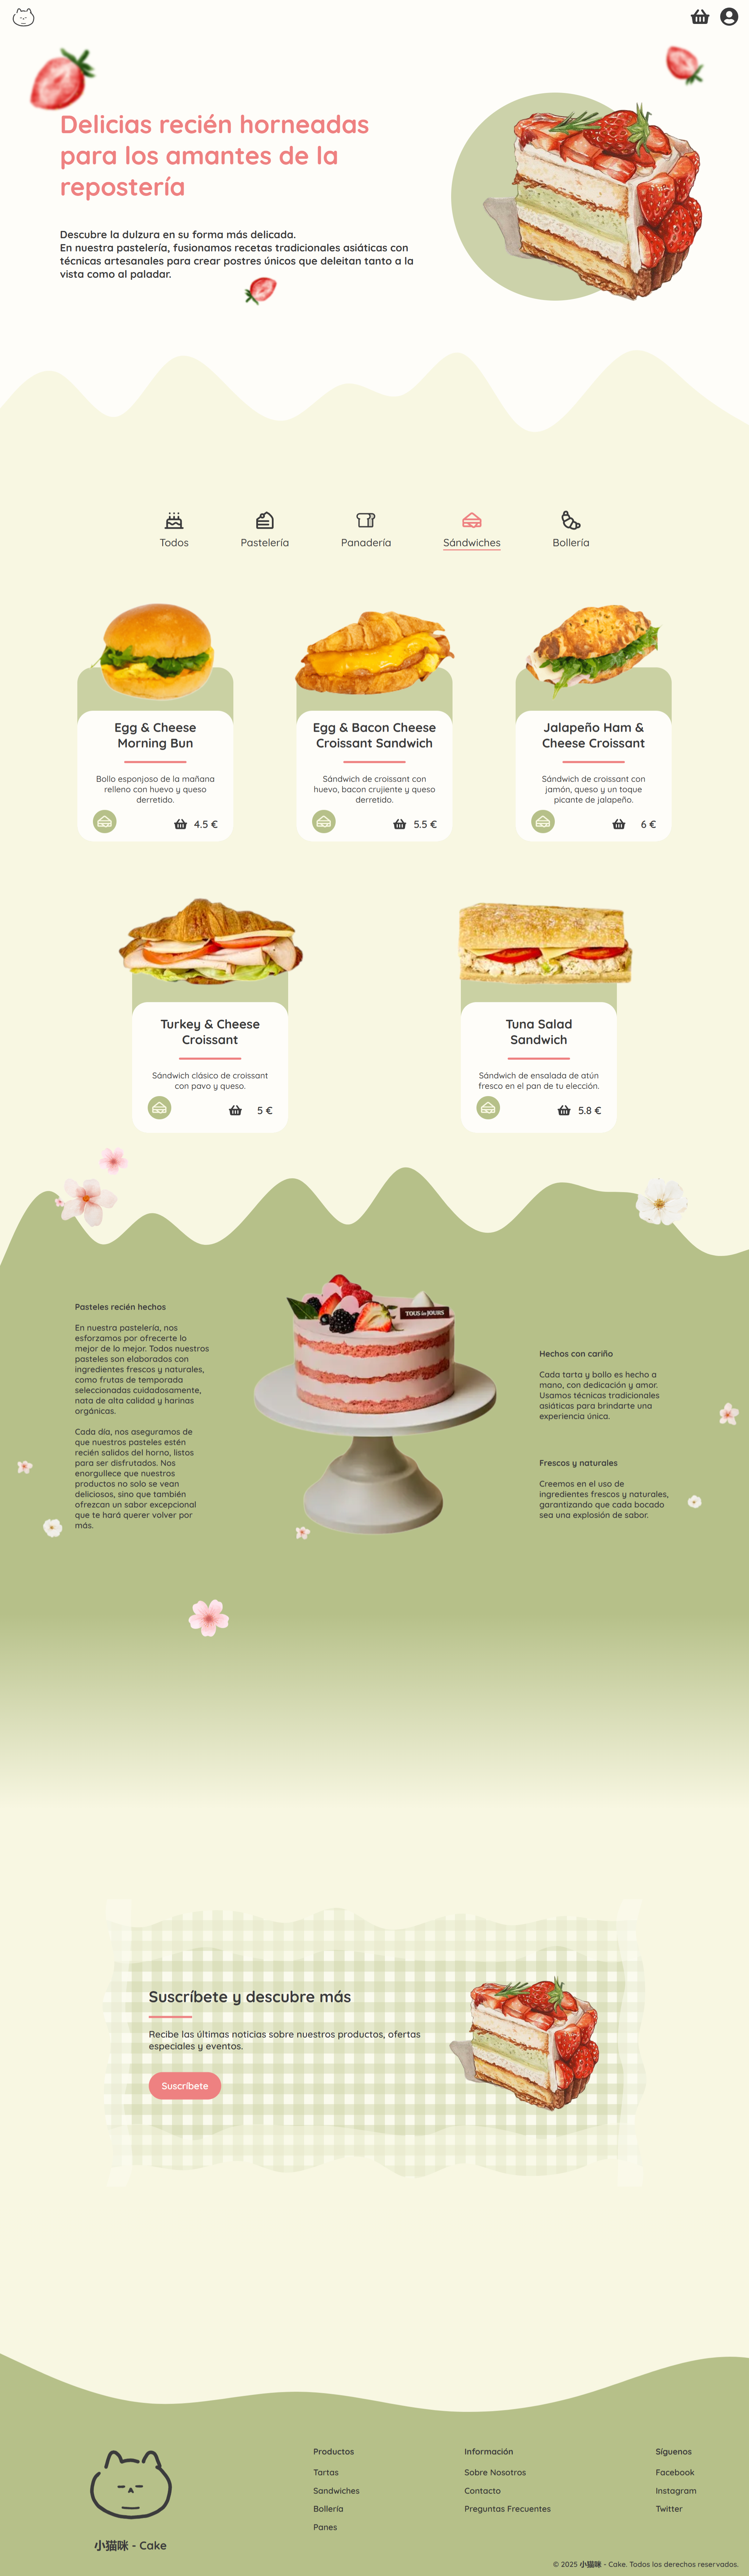 Delicias recién horneadas
para los amantes de la
repostería
Descubre la dulzura en su forma más delicada.
En nuestra pastelería, fusionamos recetas tradicionales asiáticas con
técnicas artesanales para crear postres únicos que deleitan tanto a la
vista como al paladar.
Todos
Pastelería
Panadería
Sándwiches
Bollería
Egg & Cheese
Morning Bun
Bollo esponjoso de la mañana
relleno con huevo y queso
derretido.
4.5 €
Egg & Bacon Cheese
Croissant Sandwich
Sándwich de croissant con
huevo, bacon crujiente y queso
derretido.
5.5 €
Jalapeño Ham &
Cheese Croissant
Sándwich de croissant con
jamón, queso y un toque
picante de jalapeño.
6 €
Turkey & Cheese
Croissant
Sándwich clásico de croissant
con pavo y queso.
5 €
Tuna Salad
Sandwich
Sándwich de ensalada de atún
fresco en el pan de tu elección.
5.8 €
Pasteles recién hechos
En nuestra pastelería, nos
esforzamos por ofrecerte lo
mejor de lo mejor. Todos nuestros
pasteles son elaborados con
ingredientes frescos y naturales,
como frutas de temporada
seleccionadas cuidadosamente,
nata de alta calidad y harinas
orgánicas.
Cada día, nos aseguramos de
que nuestros pasteles estén
recién salidos del horno, listos
para ser disfrutados. Nos
enorgullece que nuestros
productos no solo se vean
deliciosos, sino que también
ofrezcan un sabor excepcional
que te hará querer volver por
más.
TOUS les JOURS
Hechos con cariño
Cada tarta y bollo es hecho a
mano, con dedicación y amor.
Usamos técnicas tradicionales
asiáticas para brindarte una
experiencia única.
Frescos y naturales
Creemos en el uso de
ingredientes frescos y naturales,
garantizando que cada bocado
sea una explosión de sabor.
Suscríbete y descubre más
Recibe las últimas noticias sobre nuestros productos, ofertas
especiales y eventos.
Suscríbete
小猫咪 - Cake
Productos
Tartas
Sandwiches
Bollería
Panes
Información
Sobre Nosotros
Contacto
Preguntas Frecuentes
Síguenos
Facebook
Instagram
Twitter
© 2025 小猫咪 - Cake. Todos los derechos reservados.